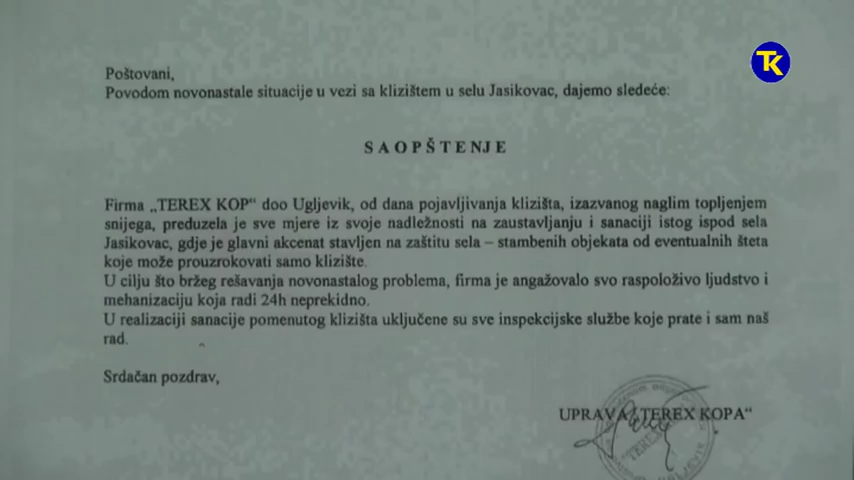 TK
Poštovani,
Povodom novonastale situacije u vezi sa klizištem u selu Jasikovac, dajemo sledeće:
S A O P Š T E NJ E
Firma „TEREX KOP“ doo Ugljevik, od dana pojavljivanja klizišta, izazvanog naglim topljenjem
snijega, preduzela je sve mjere iz svoje nadležnosti na zaustavljanju i sanaciji istog ispod sela
Jasikovac, gdje je glavni akcenat stavljen na zaštitu sela – stambenih objekata od eventualnih šteta
koje može prouzrokovati samo klizište.
U cilju što bržeg rešavanja novonastalog problema, firma je angažovalo svo raspoloživo ljudstvo i
mehanizaciju koja radi 24h neprekidno.
U realizaciji sanacije pomenutog klizišta uključene su sve inspekcijske službe koje prate i sam naš
rad.
Srdačan pozdrav,
UPRAVA „TEREX KOPA“